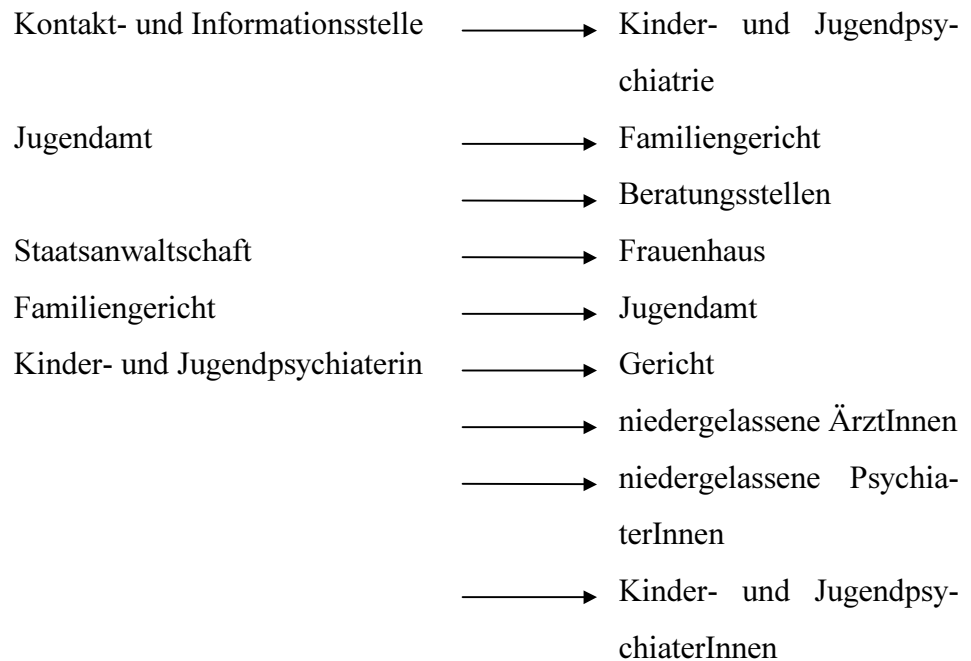 Kontakt- und Informationsstelle → Kinder- und Jugendpsy-
chiatrie
Jugendamt → Familiengericht
→ Beratungsstellen
Staatsanwaltschaft → Frauenhaus
Familiengericht → Jugendamt
Kinder- und Jugendpsychiaterin → Gericht
→ niedergelassene ÄrztInnen
→ niedergelassene Psychia-
terInnen
→ Kinder- und Jugendpsy-
chiaterInnen